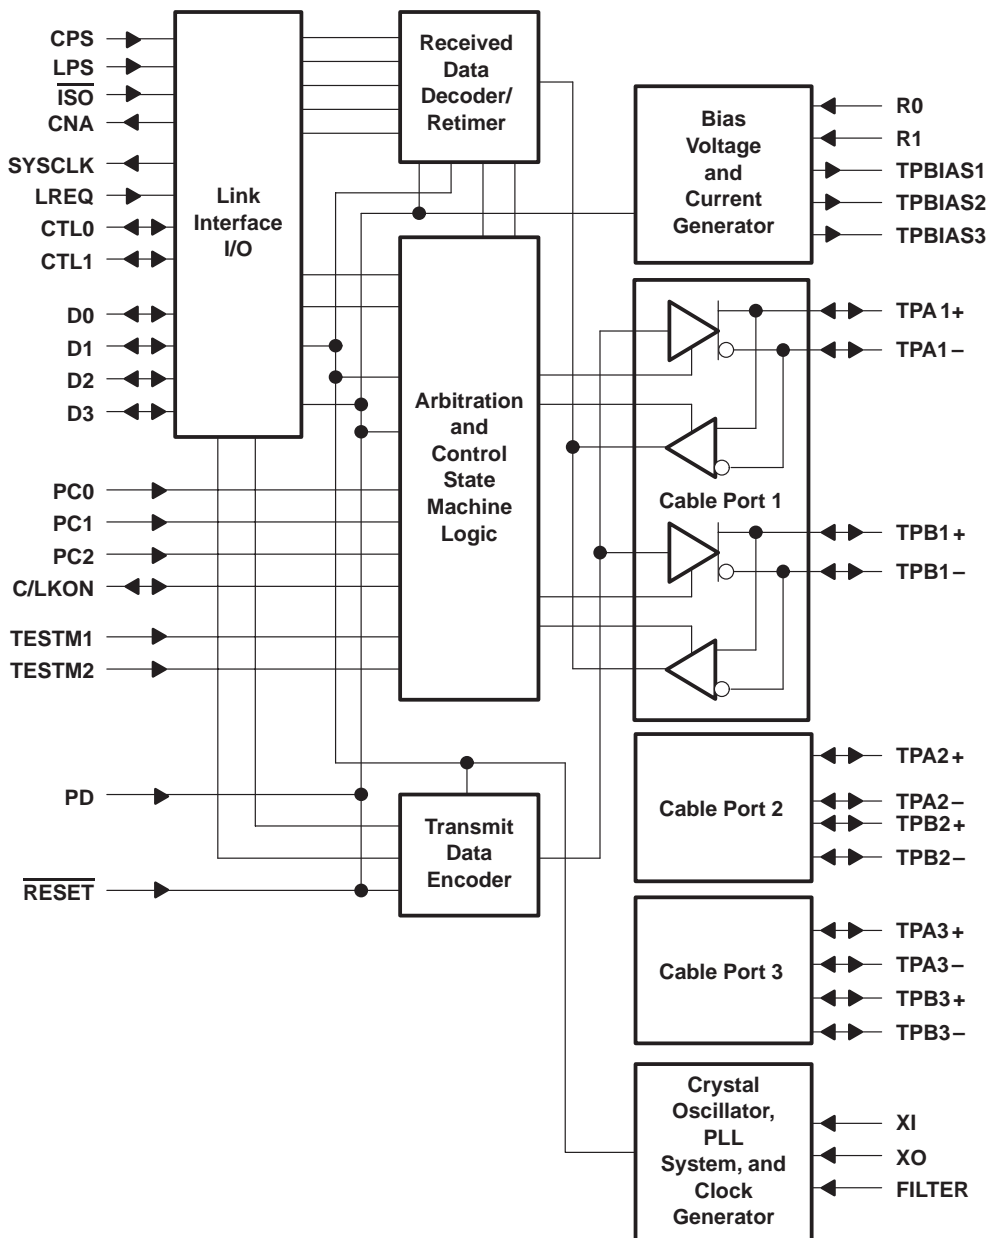 CPS
LPS
ISO
CNA
SYSCLK
LREQ
CTL0
CTL1
D0
D1
D2
D3
PC0
PC1
PC2
C/LKON
TESTM1
TESTM2
PD
RESET
Link
Interface
I/O
Received
Data
Decoder/
Retimer
Arbitration
and
Control
State
Machine
Logic
Transmit
Data
Encoder
Bias
Voltage
and
Current
Generator
Cable Port 1
Cable Port 2
Cable Port 3
Crystal
Oscillator,
PLL
System, and
Clock
Generator
R0
R1
TPBIAS1
TPBIAS2
TPBIAS3
TPA1+
TPA1−
TPB1+
TPB1−
TPA2+
TPA2−
TPB2+
TPB2−
TPA3+
TPA3−
TPB3+
TPB3−
XI
XO
FILTER